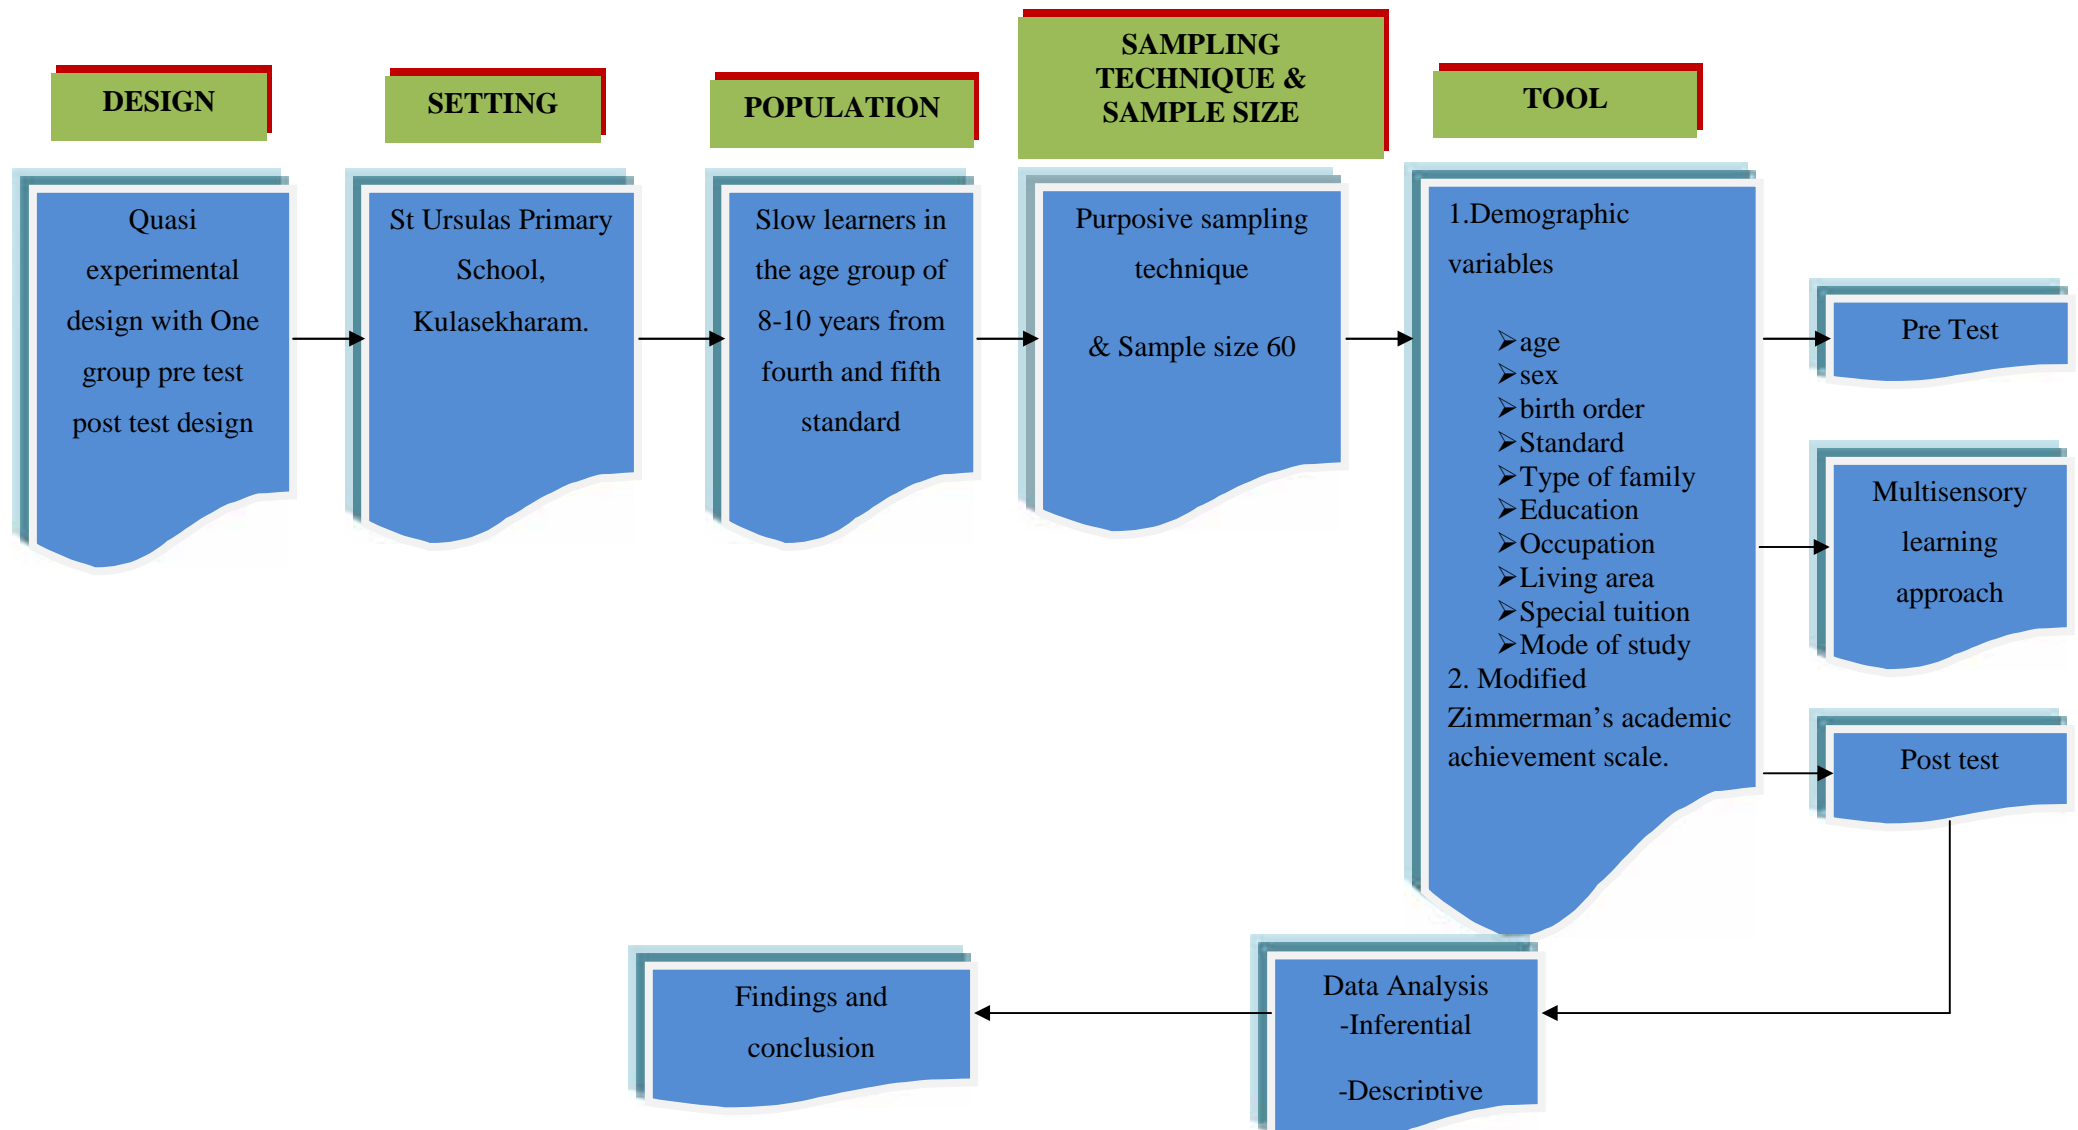 DESIGN
SETTING
POPULATION
SAMPLING
TECHNIQUE &
SAMPLE SIZE
TOOL
Quasi
experimental
design with One
group pre test
post test design
St Ursulas Primary
School,
Kulasekharam.
Slow learners in
the age group of
8-10 years from
fourth and fifth
standard
Purposive sampling
technique
& Sample size 60
1.Demographic
variables
➢age
➢sex
➢birth order
➢Standard
➢Type of family
➢Education
➢Occupation
➢Living area
➢Special tuition
➢Mode of study
2. Modified
Zimmerman’s academic
achievement scale.
Pre Test
Multisensory
learning
approach
Post test
Data Analysis
-Inferential
-Descriptive
Findings and
conclusion